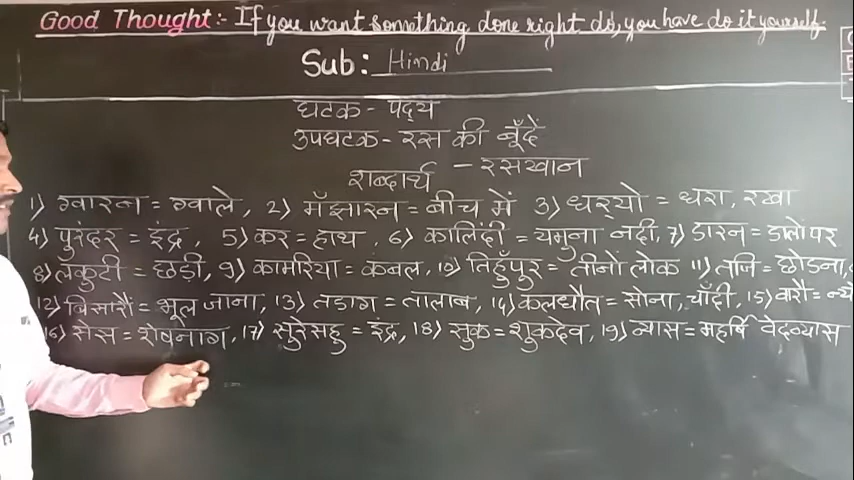 Good Thought:- If you want something done right do, you have do it yourself.
Sub: Hindi
घटक - पद्य
उपघटक - रस की बूँदें
- रसखान
शब्दार्थ
1) ग्वारन = ग्वाले, 2) मँझारन = बीच में 3) धर्‌यो = धरा, रखा
4) पुरंदर = इंद्र, 5) कर = हाथ, 6) कालिंदी = यमुना नदी, 7) डारन = डालोपर
8) लकुटी = छड़ी, 9) कामरिया = कंबल, 10) तिहुँपुर = तीनो लोक 11) तजि = छोडना,
12) बिसारौं = भूल जाना, 13) तडाग = तालाब, 14) कलधौत = सोना, चाँदी, 15) वारौं =
16) सेस = शेषनाग, 17) सुरेसहु = इंद्र, 18) सुक = शुकदेव, 19) व्यास = महर्षि वेदव्यास